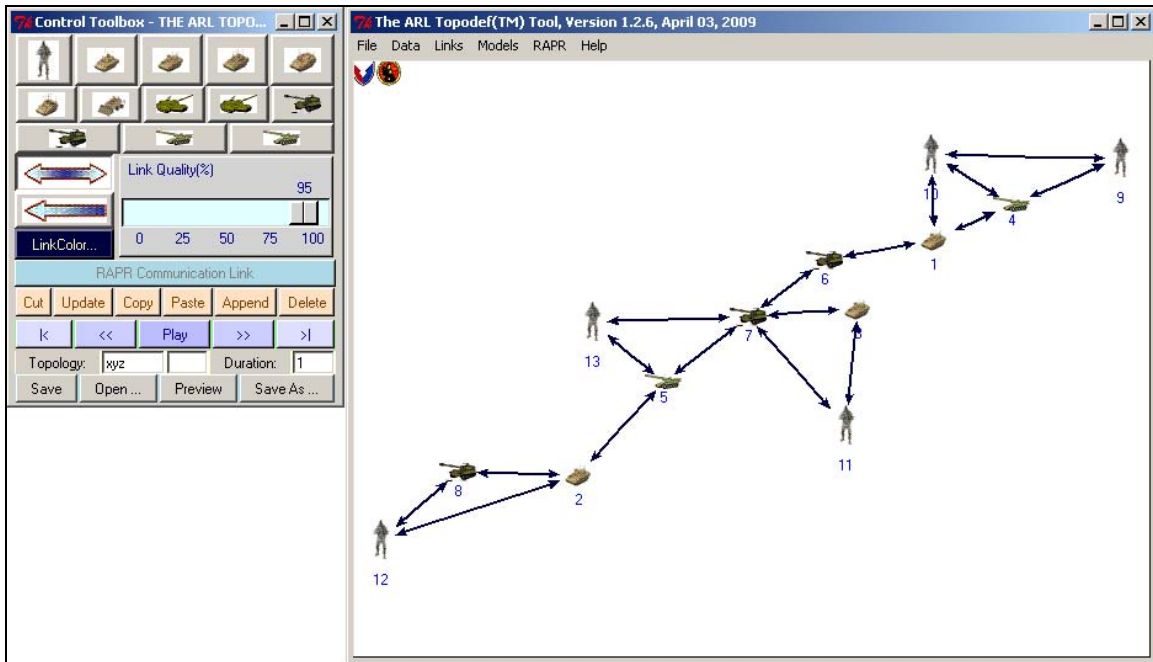 Control Toolbox - THE ARL TOPO...
Link Quality(%)
95
0 25 50 75 100
LinkColor...
RAPR Communication Link
Cut Update Copy Paste Append Delete
|< << Play >> >|
Topology: xyz Duration: 1
Save Open ... Preview Save As ...
The ARL Topodef(TM) Tool, Version 1.2.6, April 03, 2009
File Data Links Models RAPR Help
10
9
4
1
6
7
3
13
5
11
8
2
12